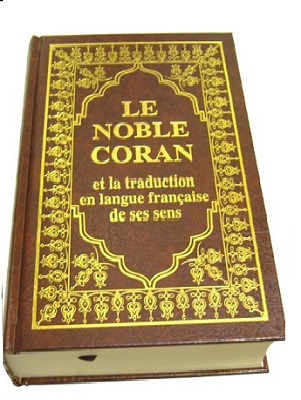 LE
NOBLE
CORAN
et la traduction
en langue française
de ses sens